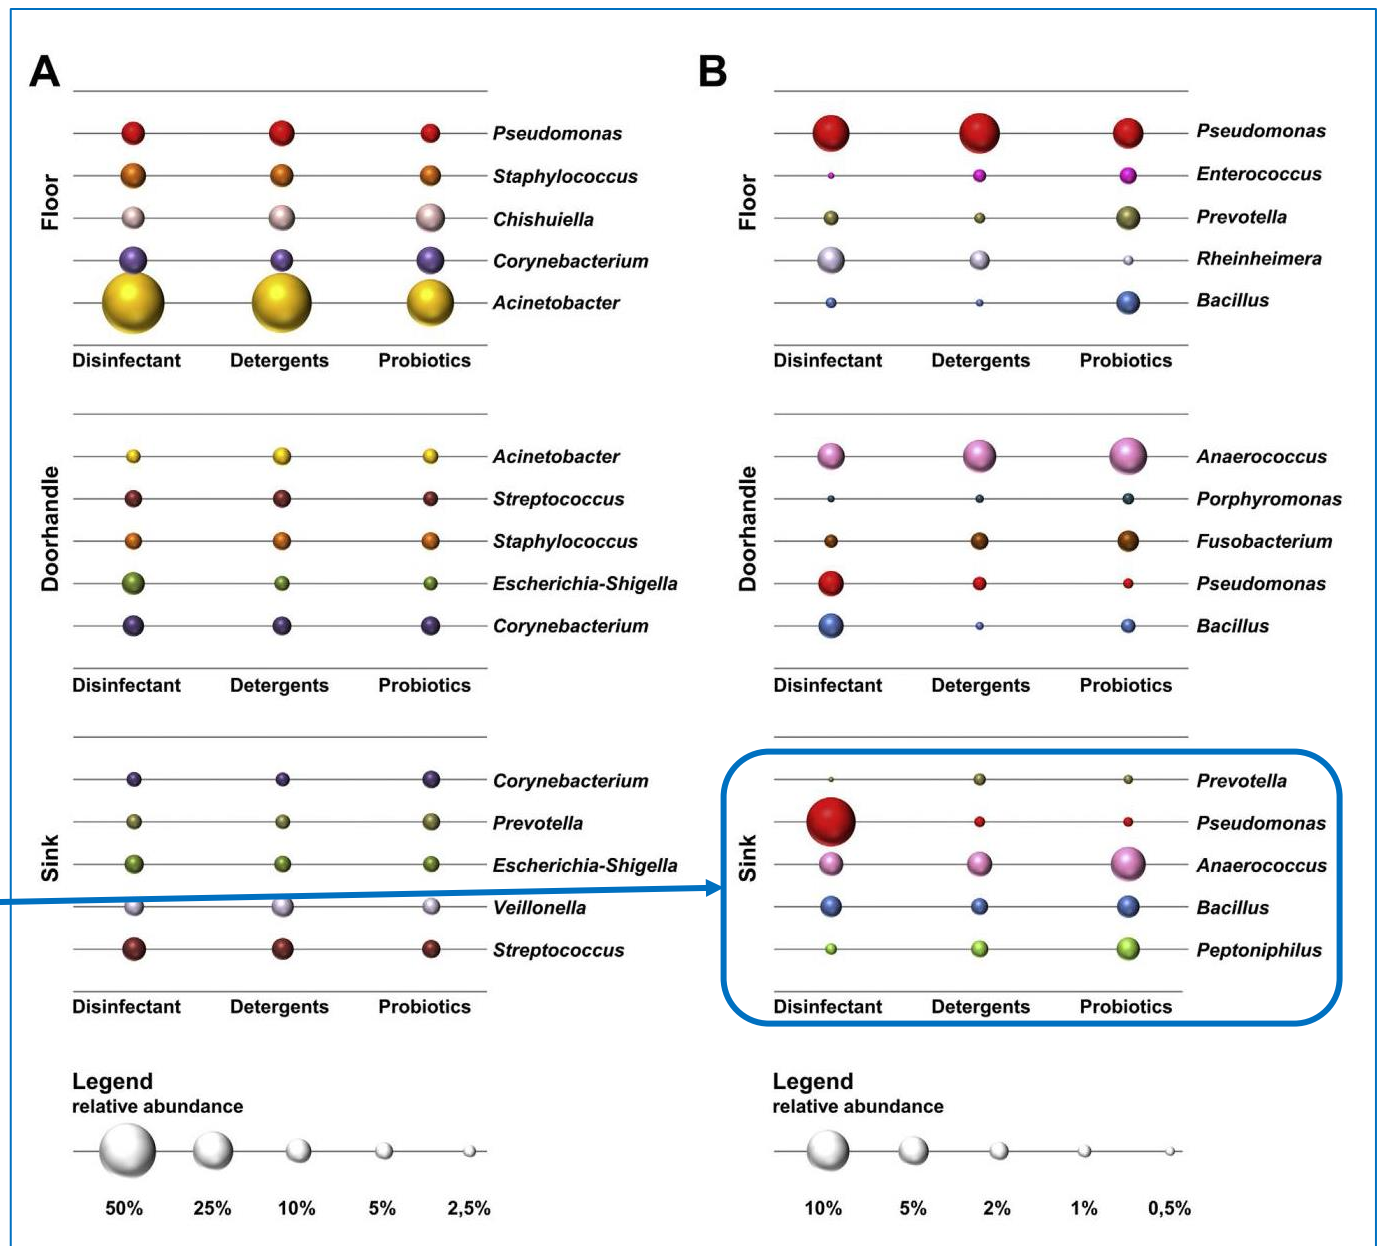 A
Floor
Pseudomonas
Staphylococcus
Chishuiella
Corynebacterium
Acinetobacter
Disinfectant Detergents Probiotics
Doorhandle
Acinetobacter
Streptococcus
Staphylococcus
Escherichia-Shigella
Corynebacterium
Disinfectant Detergents Probiotics
Sink
Corynebacterium
Prevotella
Escherichia-Shigella
Veillonella
Streptococcus
Disinfectant Detergents Probiotics
Legend
relative abundance
50% 25% 10% 5% 2,5%
B
Floor
Pseudomonas
Enterococcus
Prevotella
Rheinheimera
Bacillus
Disinfectant Detergents Probiotics
Doorhandle
Anaerococcus
Porphyromonas
Fusobacterium
Pseudomonas
Bacillus
Disinfectant Detergents Probiotics
Sink
Prevotella
Pseudomonas
Anaerococcus
Bacillus
Peptoniphilus
Disinfectant Detergents Probiotics
Legend
relative abundance
10% 5% 2% 1% 0,5%